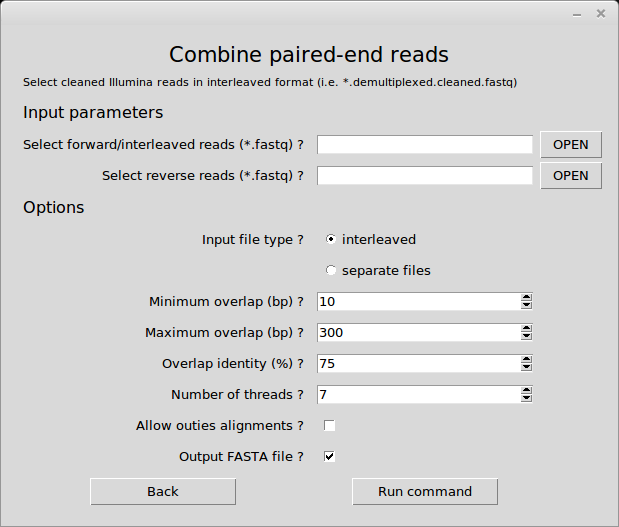 Combine paired-end reads
Select cleaned Illumina reads in interleaved format (i.e. *.demultiplexed.cleaned.fastq)
Input parameters
Select forward/interleaved reads (*.fastq) ? OPEN
Select reverse reads (*.fastq) ? OPEN
Options
Input file type ? interleaved
separate files
Minimum overlap (bp) ? 10
Maximum overlap (bp) ? 300
Overlap identity (%) ? 75
Number of threads ? 7
Allow outies alignments ?
Output FASTA file ?
Back Run command